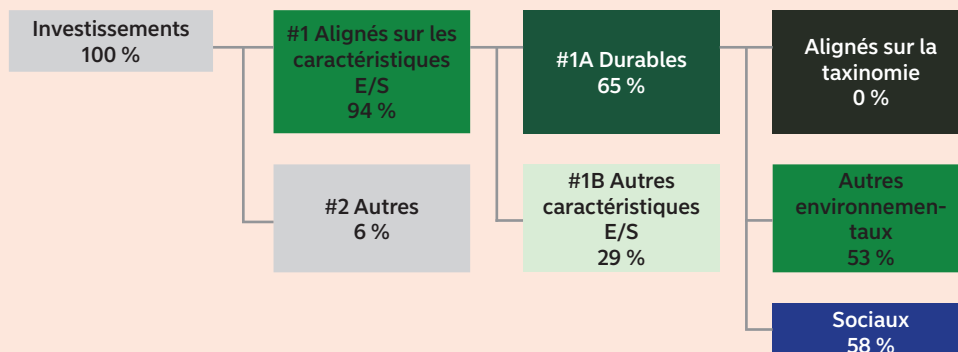 Investissements
100 %
#1 Alignés sur les
caractéristiques
E/S
94 %
#1A Durables
65 %
Alignés sur la
taxinomie
0 %
#2 Autres
6 %
#1B Autres
caractéristiques
E/S
29 %
Autres
environnemen-
taux
53 %
Sociaux
58 %